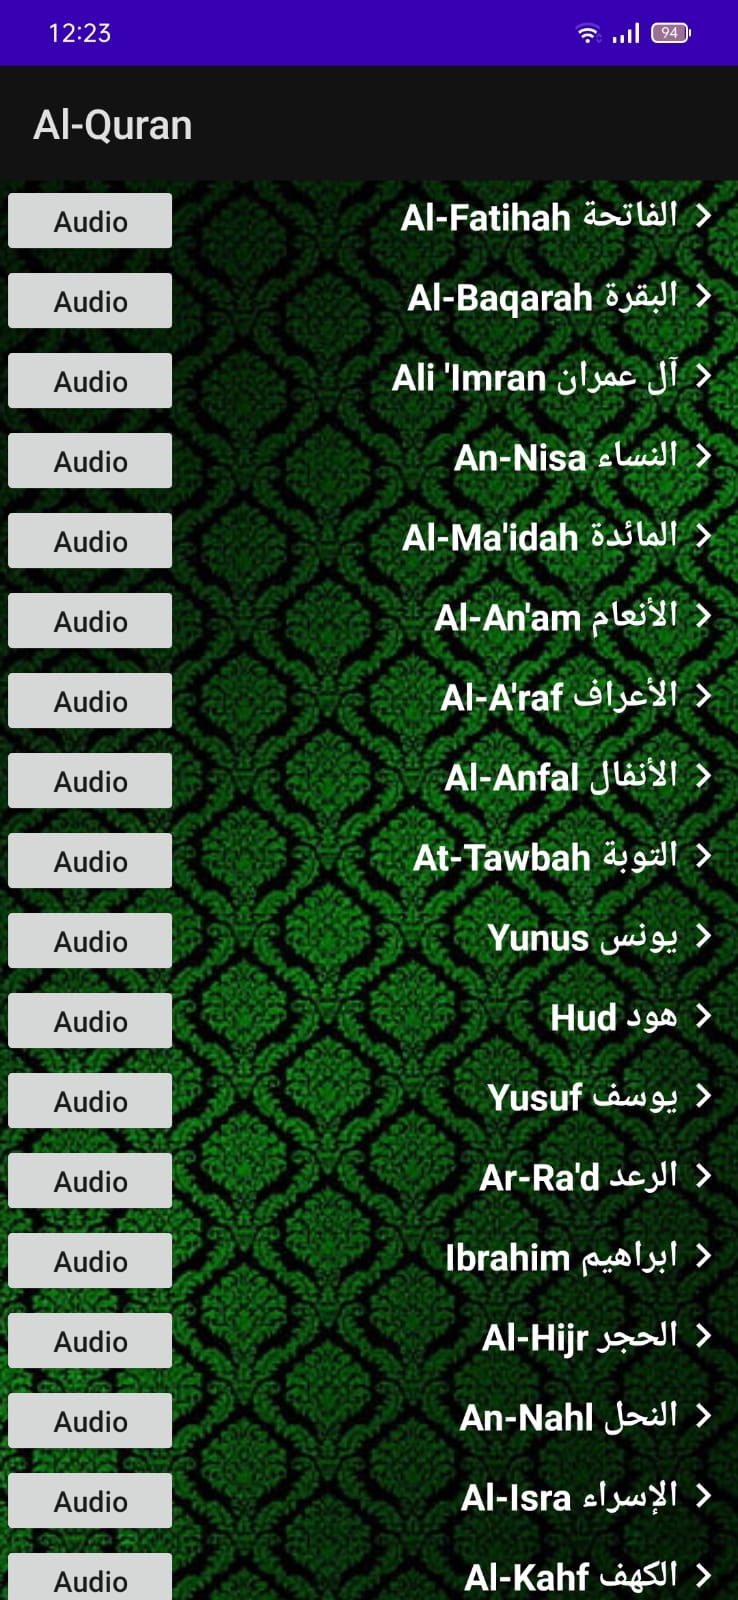 12:23
94
Al-Quran
Audio
Al-Fatihah الفاتحة
Audio
Al-Baqarah البقرة
Audio
Ali 'Imran آل عمران
Audio
An-Nisa النساء
Audio
Al-Ma'idah المائدة
Audio
Al-An'am الأنعام
Audio
Al-A'raf الأعراف
Audio
Al-Anfal الأنفال
Audio
At-Tawbah التوبة
Audio
Yunus يونس
Audio
Hud هود
Audio
Yusuf يوسف
Audio
Ar-Ra'd الرعد
Audio
Ibrahim ابراهيم
Audio
Al-Hijr الحجر
Audio
An-Nahl النحل
Audio
Al-Isra الإسراء
Audio
Al-Kahf الكهف